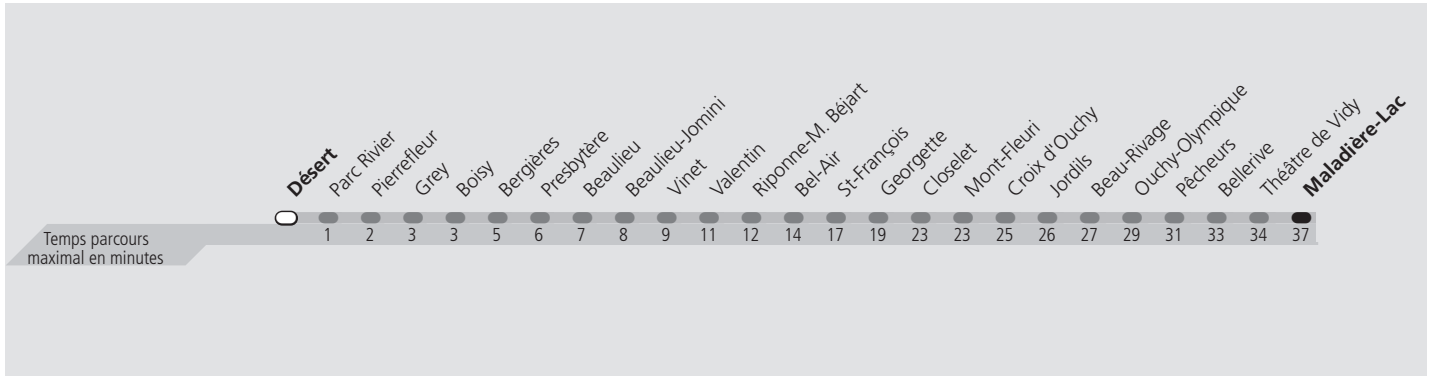 Désert
Parc Rivier
Pierrefleur
Grey
Boisy
Bergières
Presbytère
Beaulieu
Beaulieu-Jomini
Vinet
Valentin
Riponne-M. Béjart
Bel-Air
St-François
Georgette
Closelet
Mont-Fleuri
Croix d'Ouchy
Jordils
Beau-Rivage
Ouchy-Olympique
Pêcheurs
Bellerive
Théâtre de Vidy
Maladière-Lac
Temps parcours
maximal en minutes
1 2 3 3 5 6 7 8 9 11 12 14 17 19 23 23 25 26 27 29 31 33 34 37